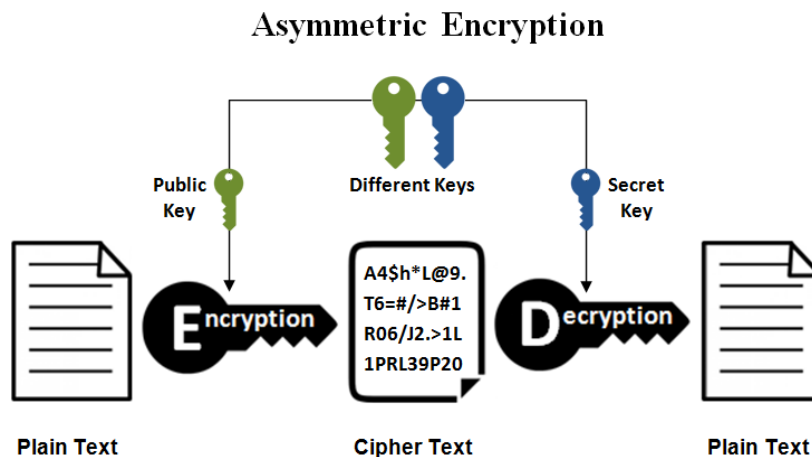 Asymmetric Encryption
Public
Key
Different Keys
Secret
Key
Encryption
A4$h*L@9.
T6=#/>B#1
R06/J2.>1L
1PRL39P20
Decryption
Plain Text
Cipher Text
Plain Text